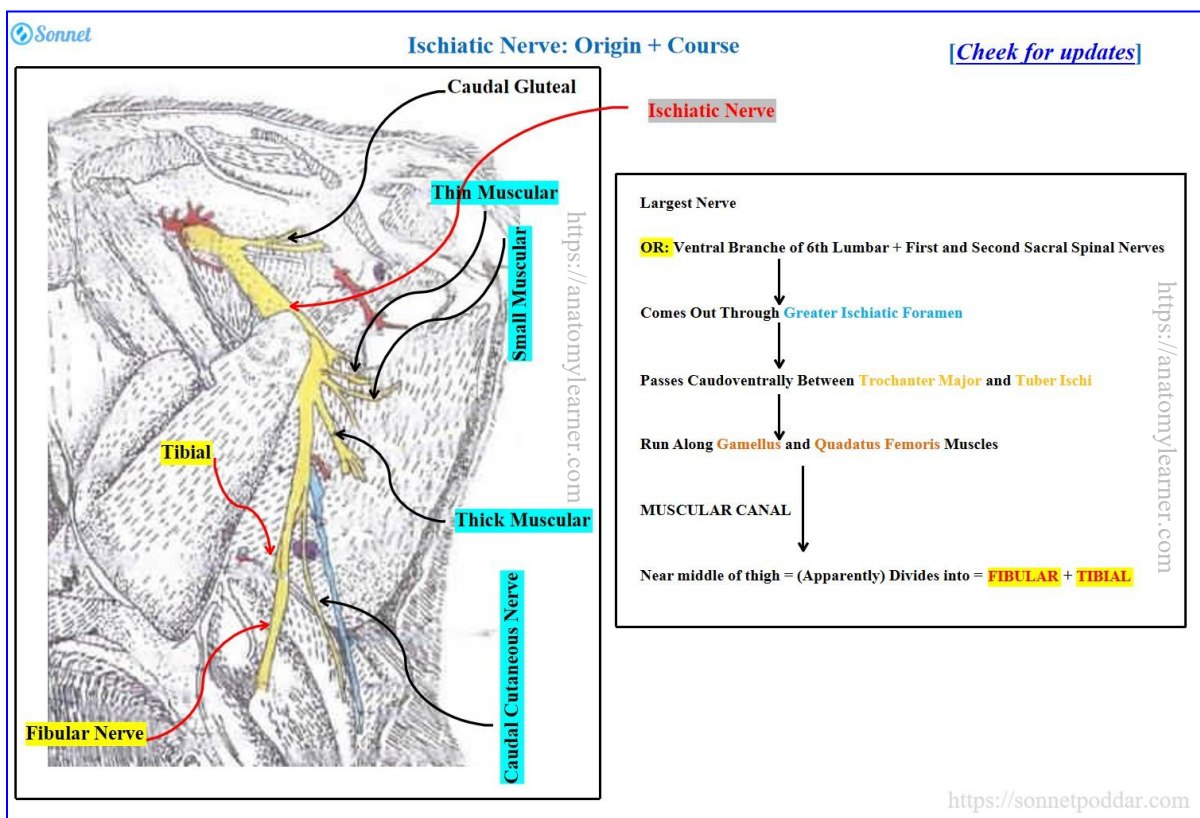 Sonnet
Ischiatic Nerve: Origin + Course
[Cheek for updates]
Caudal Gluteal
Ischiatic Nerve
Thin Muscular
Small Muscular
Tibial
Thick Muscular
Caudal Cutaneous Nerve
Fibular Nerve
https://anatomylearner.com
Largest Nerve
OR: Ventral Branche of 6th Lumbar + First and Second Sacral Spinal Nerves
Comes Out Through Greater Ischiatic Foramen
Passes Caudoventrally Between Trochanter Major and Tuber Ischi
Run Along Gamellus and Quadatus Femoris Muscles
MUSCULAR CANAL
Near middle of thigh = (Apparently) Divides into = FIBULAR + TIBIAL
https://anatomylearner.com
https://sonnetpoddar.com